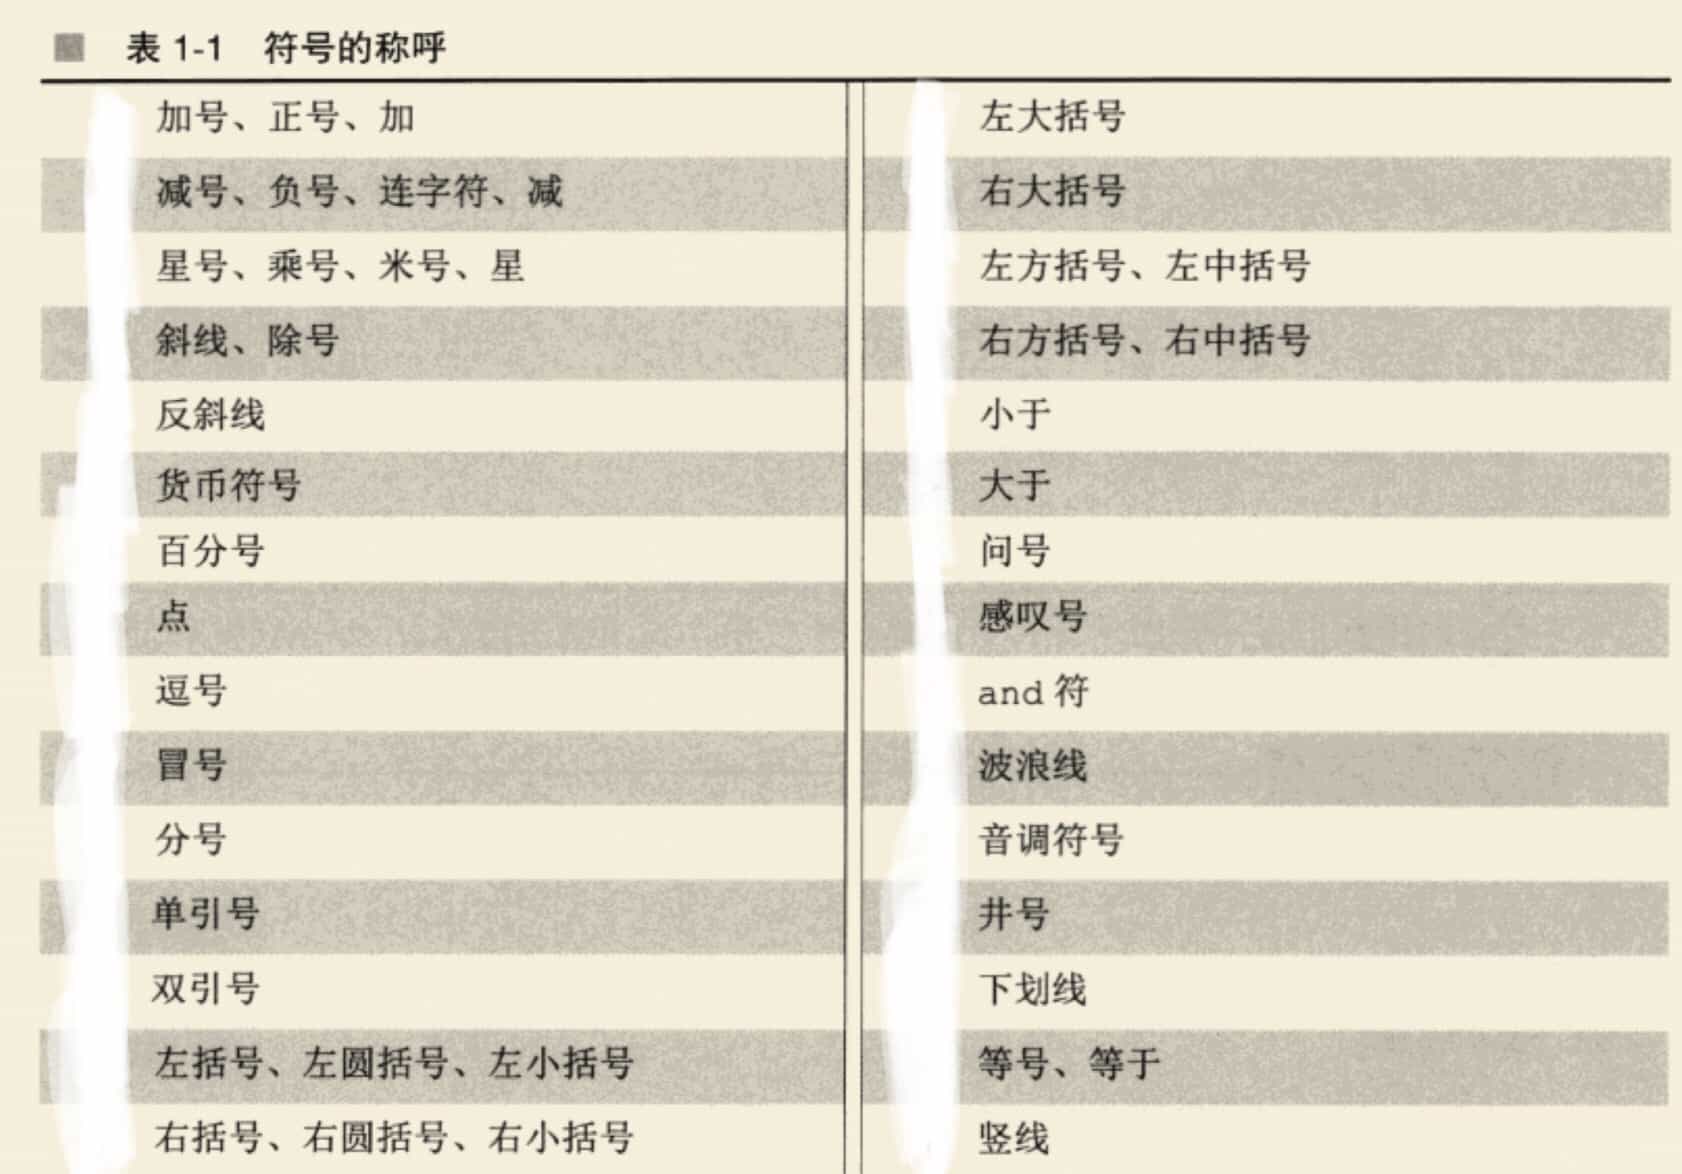 表 1-1 符号的称呼
加号、正号、加
减号、负号、连字符、减
星号、乘号、米号、星
斜线、除号
反斜线
货币符号
百分号
点
逗号
冒号
分号
单引号
双引号
左括号、左圆括号、左小括号
右括号、右圆括号、右小括号
左大括号
右大括号
左方括号、左中括号
右方括号、右中括号
小于
大于
问号
感叹号
and 符
波浪线
音调符号
井号
下划线
等号、等于
竖线